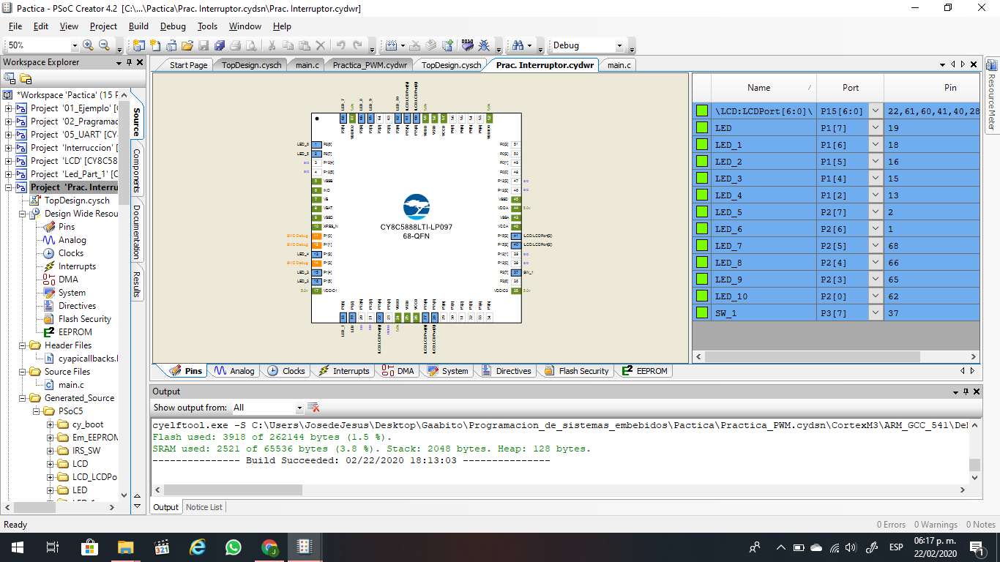 Pactica - PSoC Creator 4.2 [C:\...\Pactica\Prac. Interruptor.cydsn\Prac. Interruptor.cydwr]
File Edit View Project Build Debug Tools Window Help
50% Debug
Workspace Explorer
Start Page TopDesign.cysch main.c Practica_PWM.cydwr TopDesign.cysch Prac. Interruptor.cydwr main.c
*Workspace 'Pactica' (15 F
Project '01_Ejemplo' [C
Project '02_Pragramac
Project '05_UART' [CY8
Project 'Interruccion' [C
Project 'LCD' [CY8C58
Project 'Led_Part_1' [C
Project 'Prac. Interru
TopDesign.cysch
Design Wide Resou
Pins
Analog
Clocks
Interrupts
DMA
System
Directives
Flash Security
EEPROM
Header Files
cyapicallbacks.l
Source Files
main.c
Generated_Source
PSoC5
cy_boot
Em_EEPROM
IRS_SW
LCD
LCD_LCDPo
LED
Source
Components
Documentation
Results
CY8C5888LTI-LP097
68-QFN
Name Port Pin
\LCD:LCDPort[6:0]\ P15[6:0] 22,61,60,41,40,28
LED P1[7] 19
LED_1 P1[6] 18
LED_2 P1[5] 16
LED_3 P1[4] 15
LED_4 P1[2] 13
LED_5 P2[7] 2
LED_6 P2[6] 1
LED_7 P2[5] 68
LED_8 P2[4] 66
LED_9 P2[3] 65
LED_10 P2[0] 62
SW_1 P3[7] 37
Resource Meter
Pins Analog Clocks Interrupts DMA System Directives Flash Security EEPROM
Output
Show output from: All
cyelftool.exe -S C:\Users\JosedeJesus\Desktop\Gaabito\Programacion_de_sistemas_embebidos\Pactica\Practica_PWM.cydsn\CortexM3\ARM_GCC_541\Del
Flash used: 3918 of 262144 bytes (1.5 %).
SRAM used: 2521 of 65536 bytes (3.8 %). Stack: 2048 bytes. Heap: 128 bytes.
--------------- Build Succeeded: 02/22/2020 18:13:03 ---------------
Output Notice List
Ready 0 Errors 0 Warnings 0 Notes
ESP 06:17 p. m.
22/02/2020